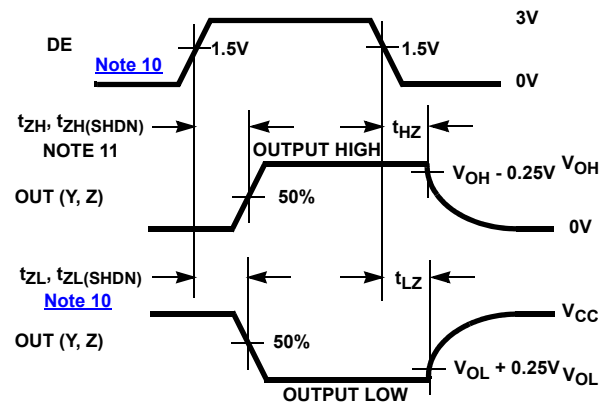 3V
DE
1.5V
1.5V
Note 10
0V
tZH, tZH(SHDN)
NOTE 11
tHZ
OUTPUT HIGH
VOH - 0.25V VOH
OUT (Y, Z)
50%
0V
tZL, tZL(SHDN)
Note 10
tLZ
VCC
OUT (Y, Z)
50%
VOL + 0.25V VOL
OUTPUT LOW